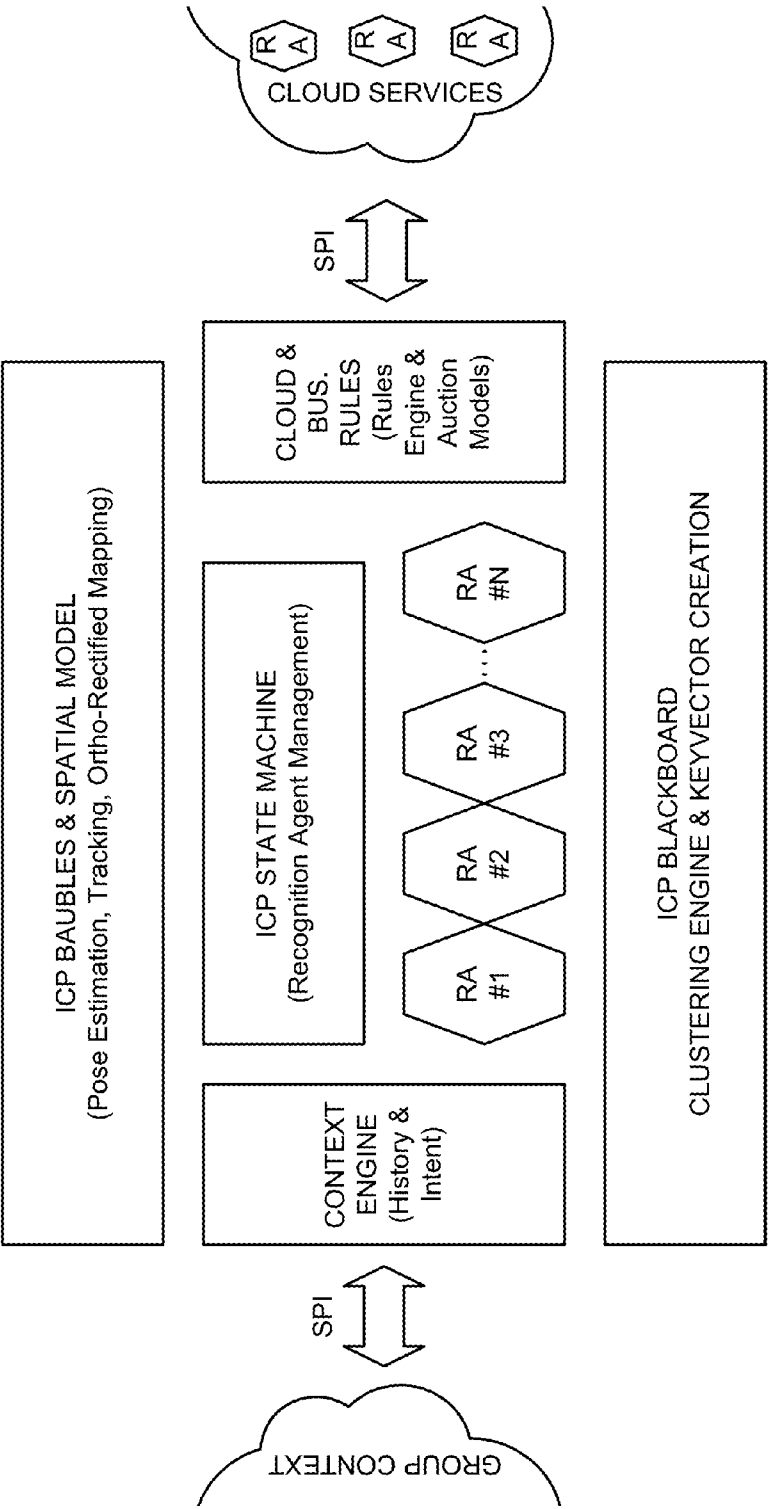 ICP BAUBLES & SPATIAL MODEL
(Pose Estimation, Tracking, Ortho-Rectified Mapping)
GROUP CONTEXT
SPI
CONTEXT
ENGINE
(History &
Intent)
ICP STATE MACHINE
(Recognition Agent Management)
RA
#1
RA
#2
RA
#3
.....
RA
#N
CLOUD &
BUS.
RULES
(Rules
Engine &
Auction
Models)
SPI
CLOUD SERVICES
R
A
R
A
R
A
ICP BLACKBOARD
CLUSTERING ENGINE & KEYVECTOR CREATION